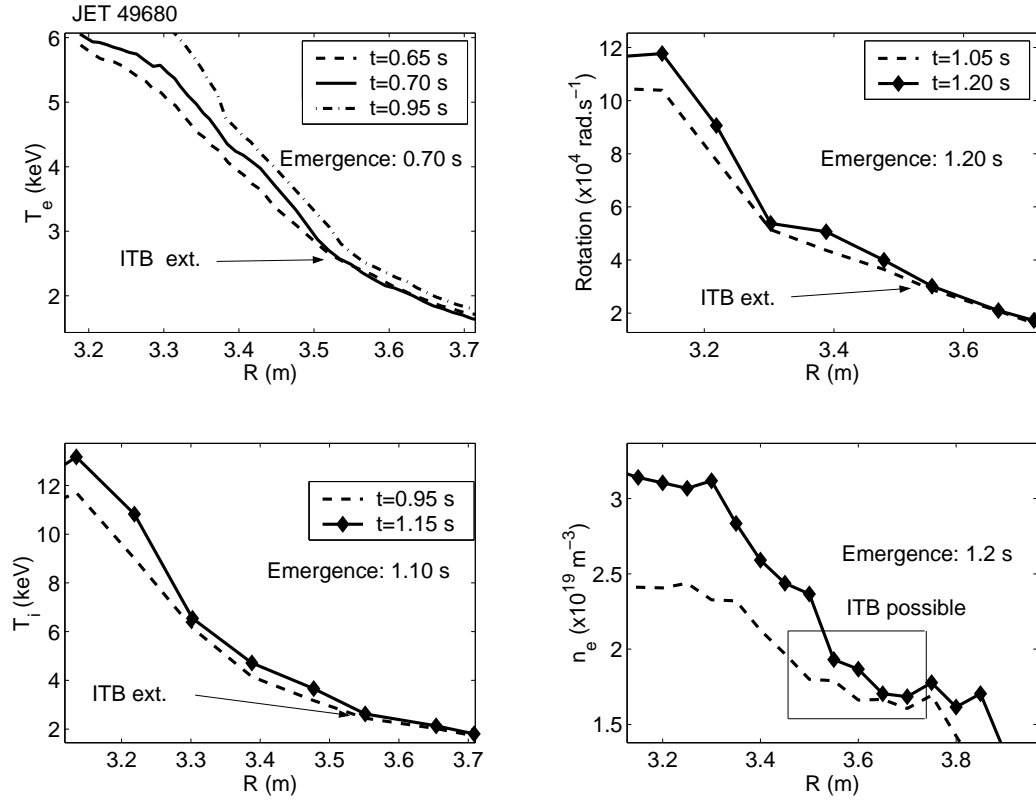 JET 49680
6
5
4
3
2
T_e (keV)
t=0.65 s
t=0.70 s
t=0.95 s
Emergence: 0.70 s
ITB ext.
3.2 3.3 3.4 3.5 3.6 3.7
R (m)
12
10
8
6
4
2
Rotation (x10^4 rad.s^-1)
t=1.05 s
t=1.20 s
Emergence: 1.20 s
ITB ext.
3.2 3.4 3.6
R (m)
12
10
8
6
4
2
T_i (keV)
t=0.95 s
t=1.15 s
Emergence: 1.10 s
ITB ext.
3.2 3.3 3.4 3.5 3.6 3.7
R (m)
3
2.5
2
1.5
n_e (x10^19 m^-3)
Emergence: 1.2 s
ITB possible
3.2 3.4 3.6 3.8
R (m)